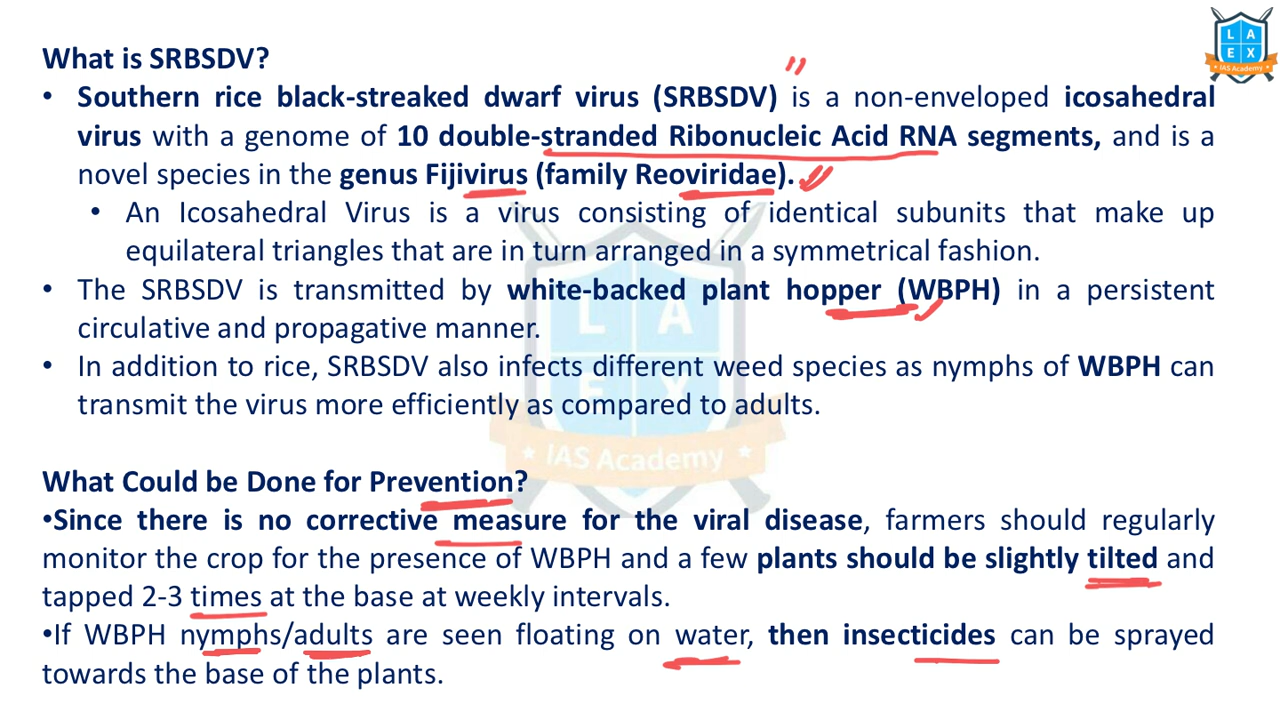 What is SRBSDV?
• Southern rice black-streaked dwarf virus (SRBSDV) is a non-enveloped icosahedral
virus with a genome of 10 double-stranded Ribonucleic Acid RNA segments, and is a
novel species in the genus Fijivirus (family Reoviridae).
• An Icosahedral Virus is a virus consisting of identical subunits that make up
equilateral triangles that are in turn arranged in a symmetrical fashion.
• The SRBSDV is transmitted by white-backed plant hopper (WBPH) in a persistent
circulative and propagative manner.
• In addition to rice, SRBSDV also infects different weed species as nymphs of WBPH can
transmit the virus more efficiently as compared to adults.
What Could be Done for Prevention?
•Since there is no corrective measure for the viral disease, farmers should regularly
monitor the crop for the presence of WBPH and a few plants should be slightly tilted and
tapped 2-3 times at the base at weekly intervals.
•If WBPH nymphs/adults are seen floating on water, then insecticides can be sprayed
towards the base of the plants.
L A
E X
IAS Academy
L A
E X
IAS Academy